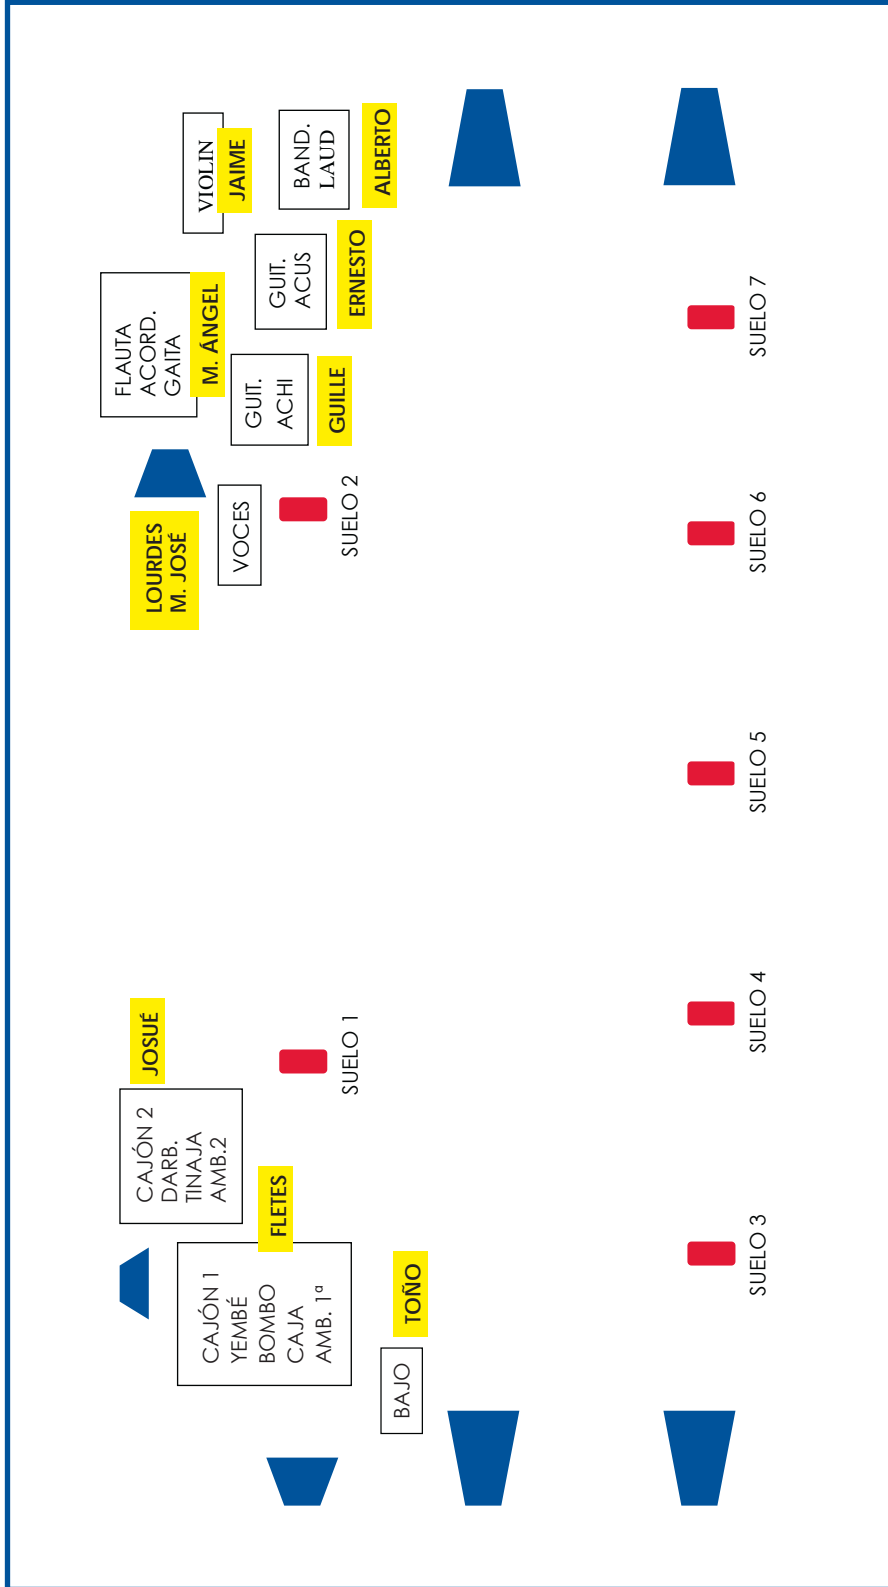 CAJÓN 2
DARB.
TINAJA
AMB.2
JOSUÉ
CAJÓN 1
YEMBÉ
BOMBO
CAJA
AMB. 1ª
FLETES
BAJO
TOÑO
SUELO 1
LOURDES
M. JOSÉ
VOCES
SUELO 2
FLAUTA
ACORD.
GAITA
M. ÁNGEL
GUIT.
ACHI
GUILLE
VIOLIN
JAIME
GUIT.
ACUS
ERNESTO
BAND.
LAUD
ALBERTO
SUELO 3
SUELO 4
SUELO 5
SUELO 6
SUELO 7